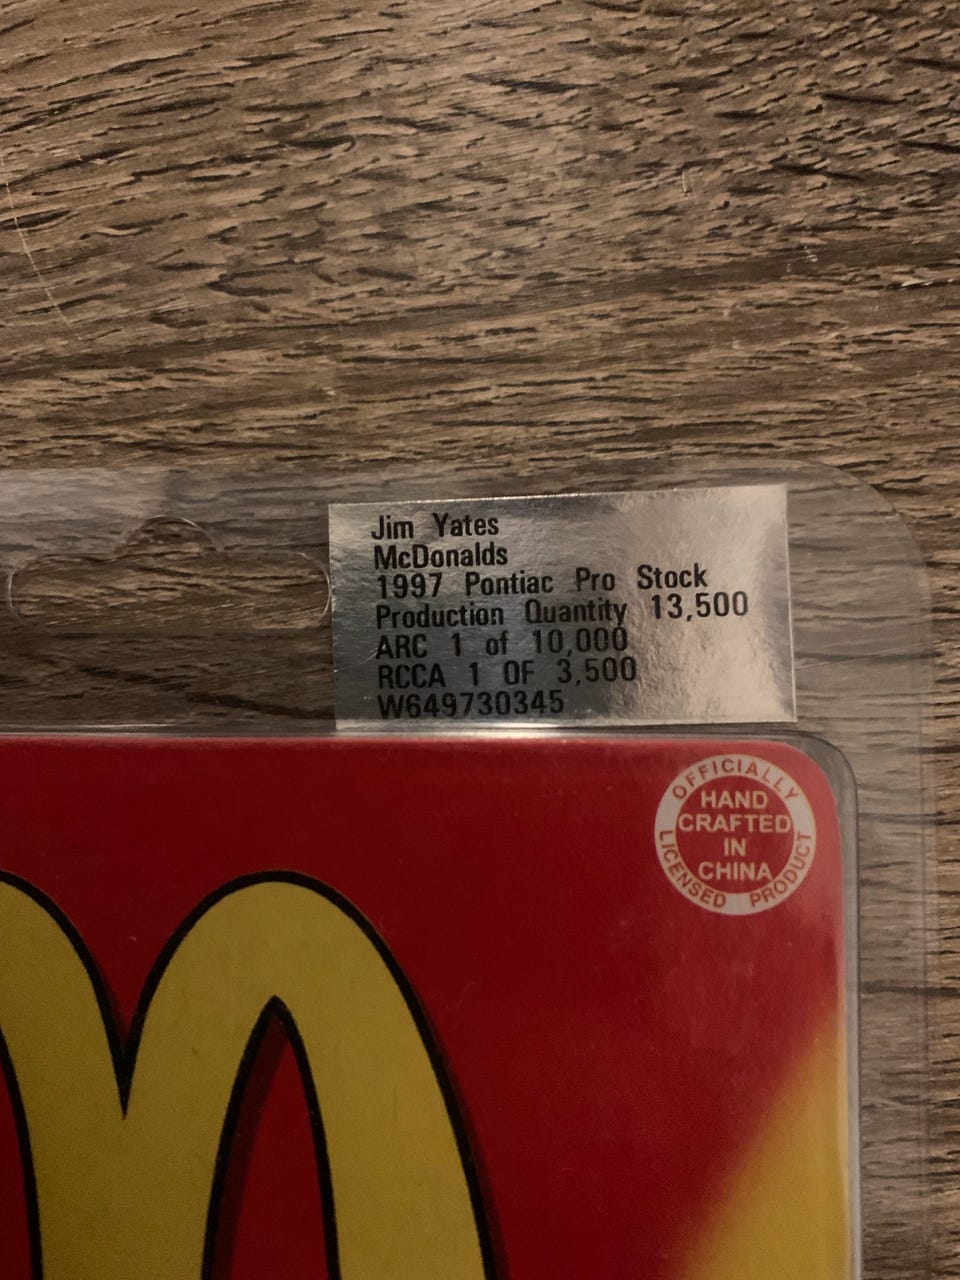 Jim Yates
McDonalds
1997 Pontiac Pro Stock
Production Quantity 13,500
ARC 1 of 10,000
RCCA 1 OF 3,500
W649730345
OFFICIALLY
HAND
CRAFTED
IN
CHINA
LICENSED PRODUCT